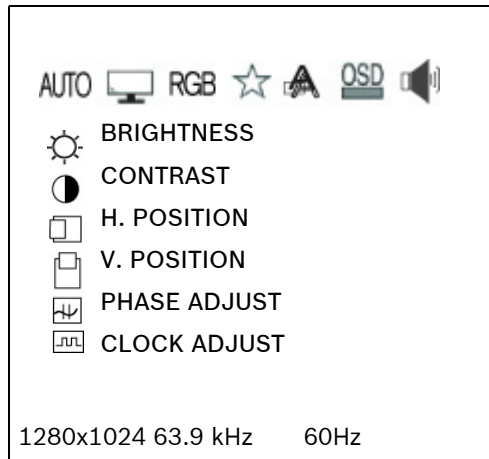 AUTO RGB A OSD
BRIGHTNESS
CONTRAST
H. POSITION
V. POSITION
PHASE ADJUST
CLOCK ADJUST
1280x1024 63.9 kHz 60Hz